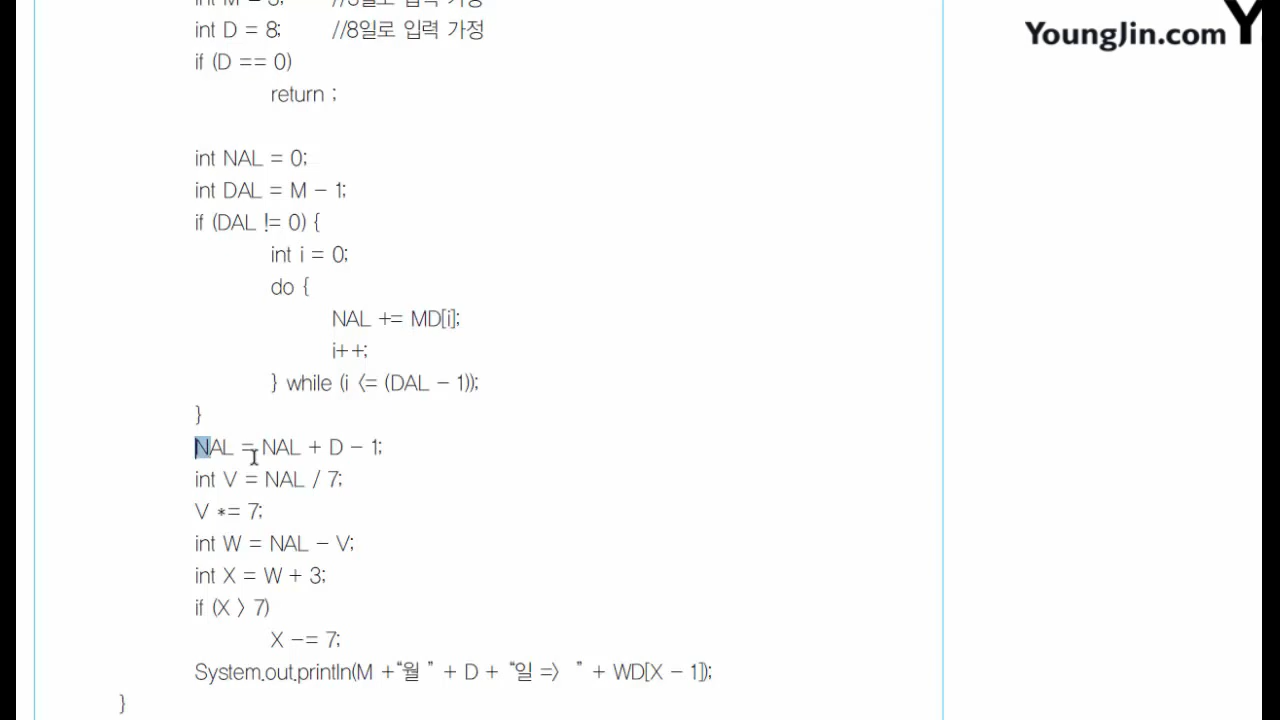 int D = 8; //8일로 입력 가정
if (D == 0)
return ;
int NAL = 0;
int DAL = M - 1;
if (DAL != 0) {
int i = 0;
do {
NAL += MD[i];
i++;
} while (i <= (DAL - 1));
}
NAL = NAL + D - 1;
int V = NAL / 7;
V *= 7;
int W = NAL - V;
int X = W + 3;
if (X > 7)
X -= 7;
System.out.println(M +“월 ” + D + “일 => ” + WD[X - 1]);
}
YoungJin.com Y